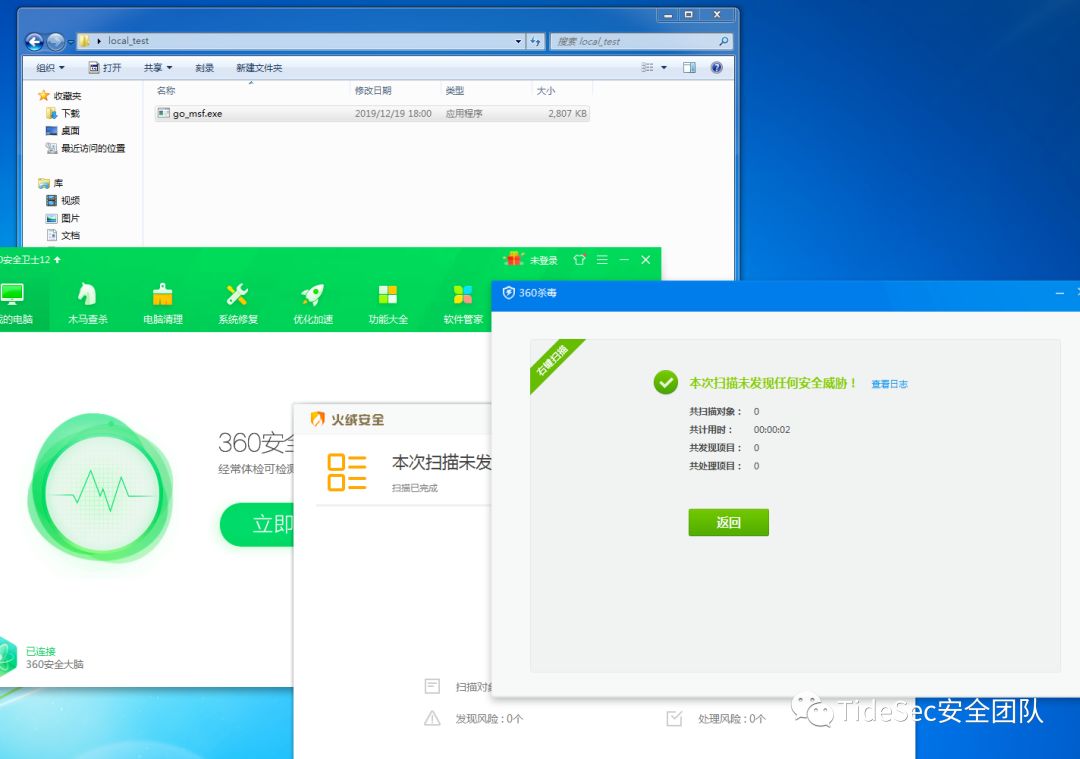 local_test
搜索 local_test
组织
打开
共享
刻录
新建文件夹
名称
修改日期
类型
大小
收藏夹
下载
桌面
最近访问的位置
go_msf.exe
2019/12/19 18:00
应用程序
2,807 KB
库
视频
图片
文档
安全卫士12
未登录
的电脑
木马查杀
电脑清理
系统修复
优化加速
功能大全
软件管家
360杀毒
右键扫描
本次扫描未发现任何安全威胁！
查看日志
共扫描对象： 0
共计用时： 00:00:02
共发现项目： 0
共处理项目： 0
返回
360安全
经常体检可检测
立即
火绒安全
本次扫描未发
扫描已完成
已连接
360安全大脑
扫描对
发现风险：0个
处理风险：0个
TideSec安全团队